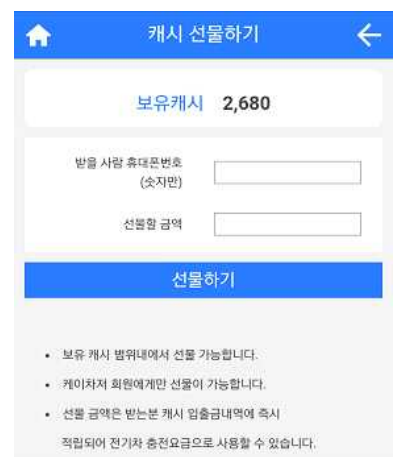 캐시 선물하기
보유캐시 2,680
받을 사람 휴대폰번호
(숫자만)
선물할 금액
선물하기
• 보유 캐시 범위내에서 선물 가능합니다.
• 케이차저 회원에게만 선물이 가능합니다.
• 선물 금액은 받는분 캐시 입출금내역에 즉시
적립되어 전기차 충전요금으로 사용할 수 있습니다.